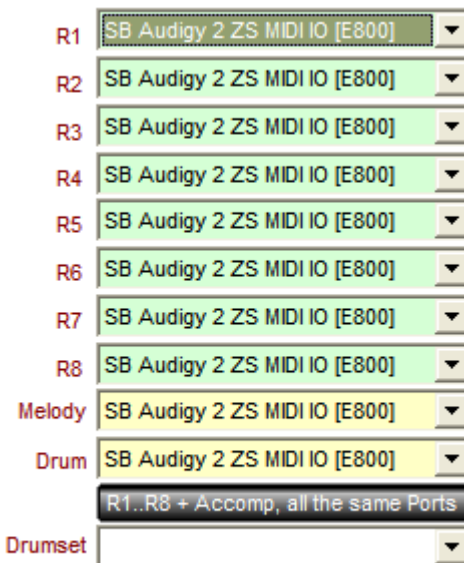 R1 SB Audigy 2 ZS MIDI IO [E800]
R2 SB Audigy 2 ZS MIDI IO [E800]
R3 SB Audigy 2 ZS MIDI IO [E800]
R4 SB Audigy 2 ZS MIDI IO [E800]
R5 SB Audigy 2 ZS MIDI IO [E800]
R6 SB Audigy 2 ZS MIDI IO [E800]
R7 SB Audigy 2 ZS MIDI IO [E800]
R8 SB Audigy 2 ZS MIDI IO [E800]
Melody SB Audigy 2 ZS MIDI IO [E800]
Drum SB Audigy 2 ZS MIDI IO [E800]
R1..R8 + Accomp, all the same Ports
Drumset